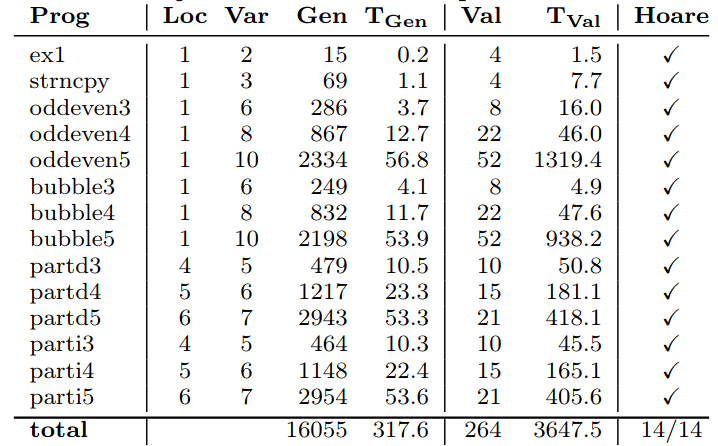 Prog Loc Var Gen T_Gen Val T_Val Hoare
ex1 1 2 15 0.2 4 1.5 ✓
strncpy 1 3 69 1.1 4 7.7 ✓
oddeven3 1 6 286 3.7 8 16.0 ✓
oddeven4 1 8 867 12.7 22 46.0 ✓
oddeven5 1 10 2334 56.8 52 1319.4 ✓
bubble3 1 6 249 4.1 8 4.9 ✓
bubble4 1 8 832 11.7 22 47.6 ✓
bubble5 1 10 2198 53.9 52 938.2 ✓
partd3 4 5 479 10.5 10 50.8 ✓
partd4 5 6 1217 23.3 15 181.1 ✓
partd5 6 7 2943 53.3 21 418.1 ✓
parti3 4 5 464 10.3 10 45.5 ✓
parti4 5 6 1148 22.4 15 165.1 ✓
parti5 6 7 2954 53.6 21 405.6 ✓
total 16055 317.6 264 3647.5 14/14